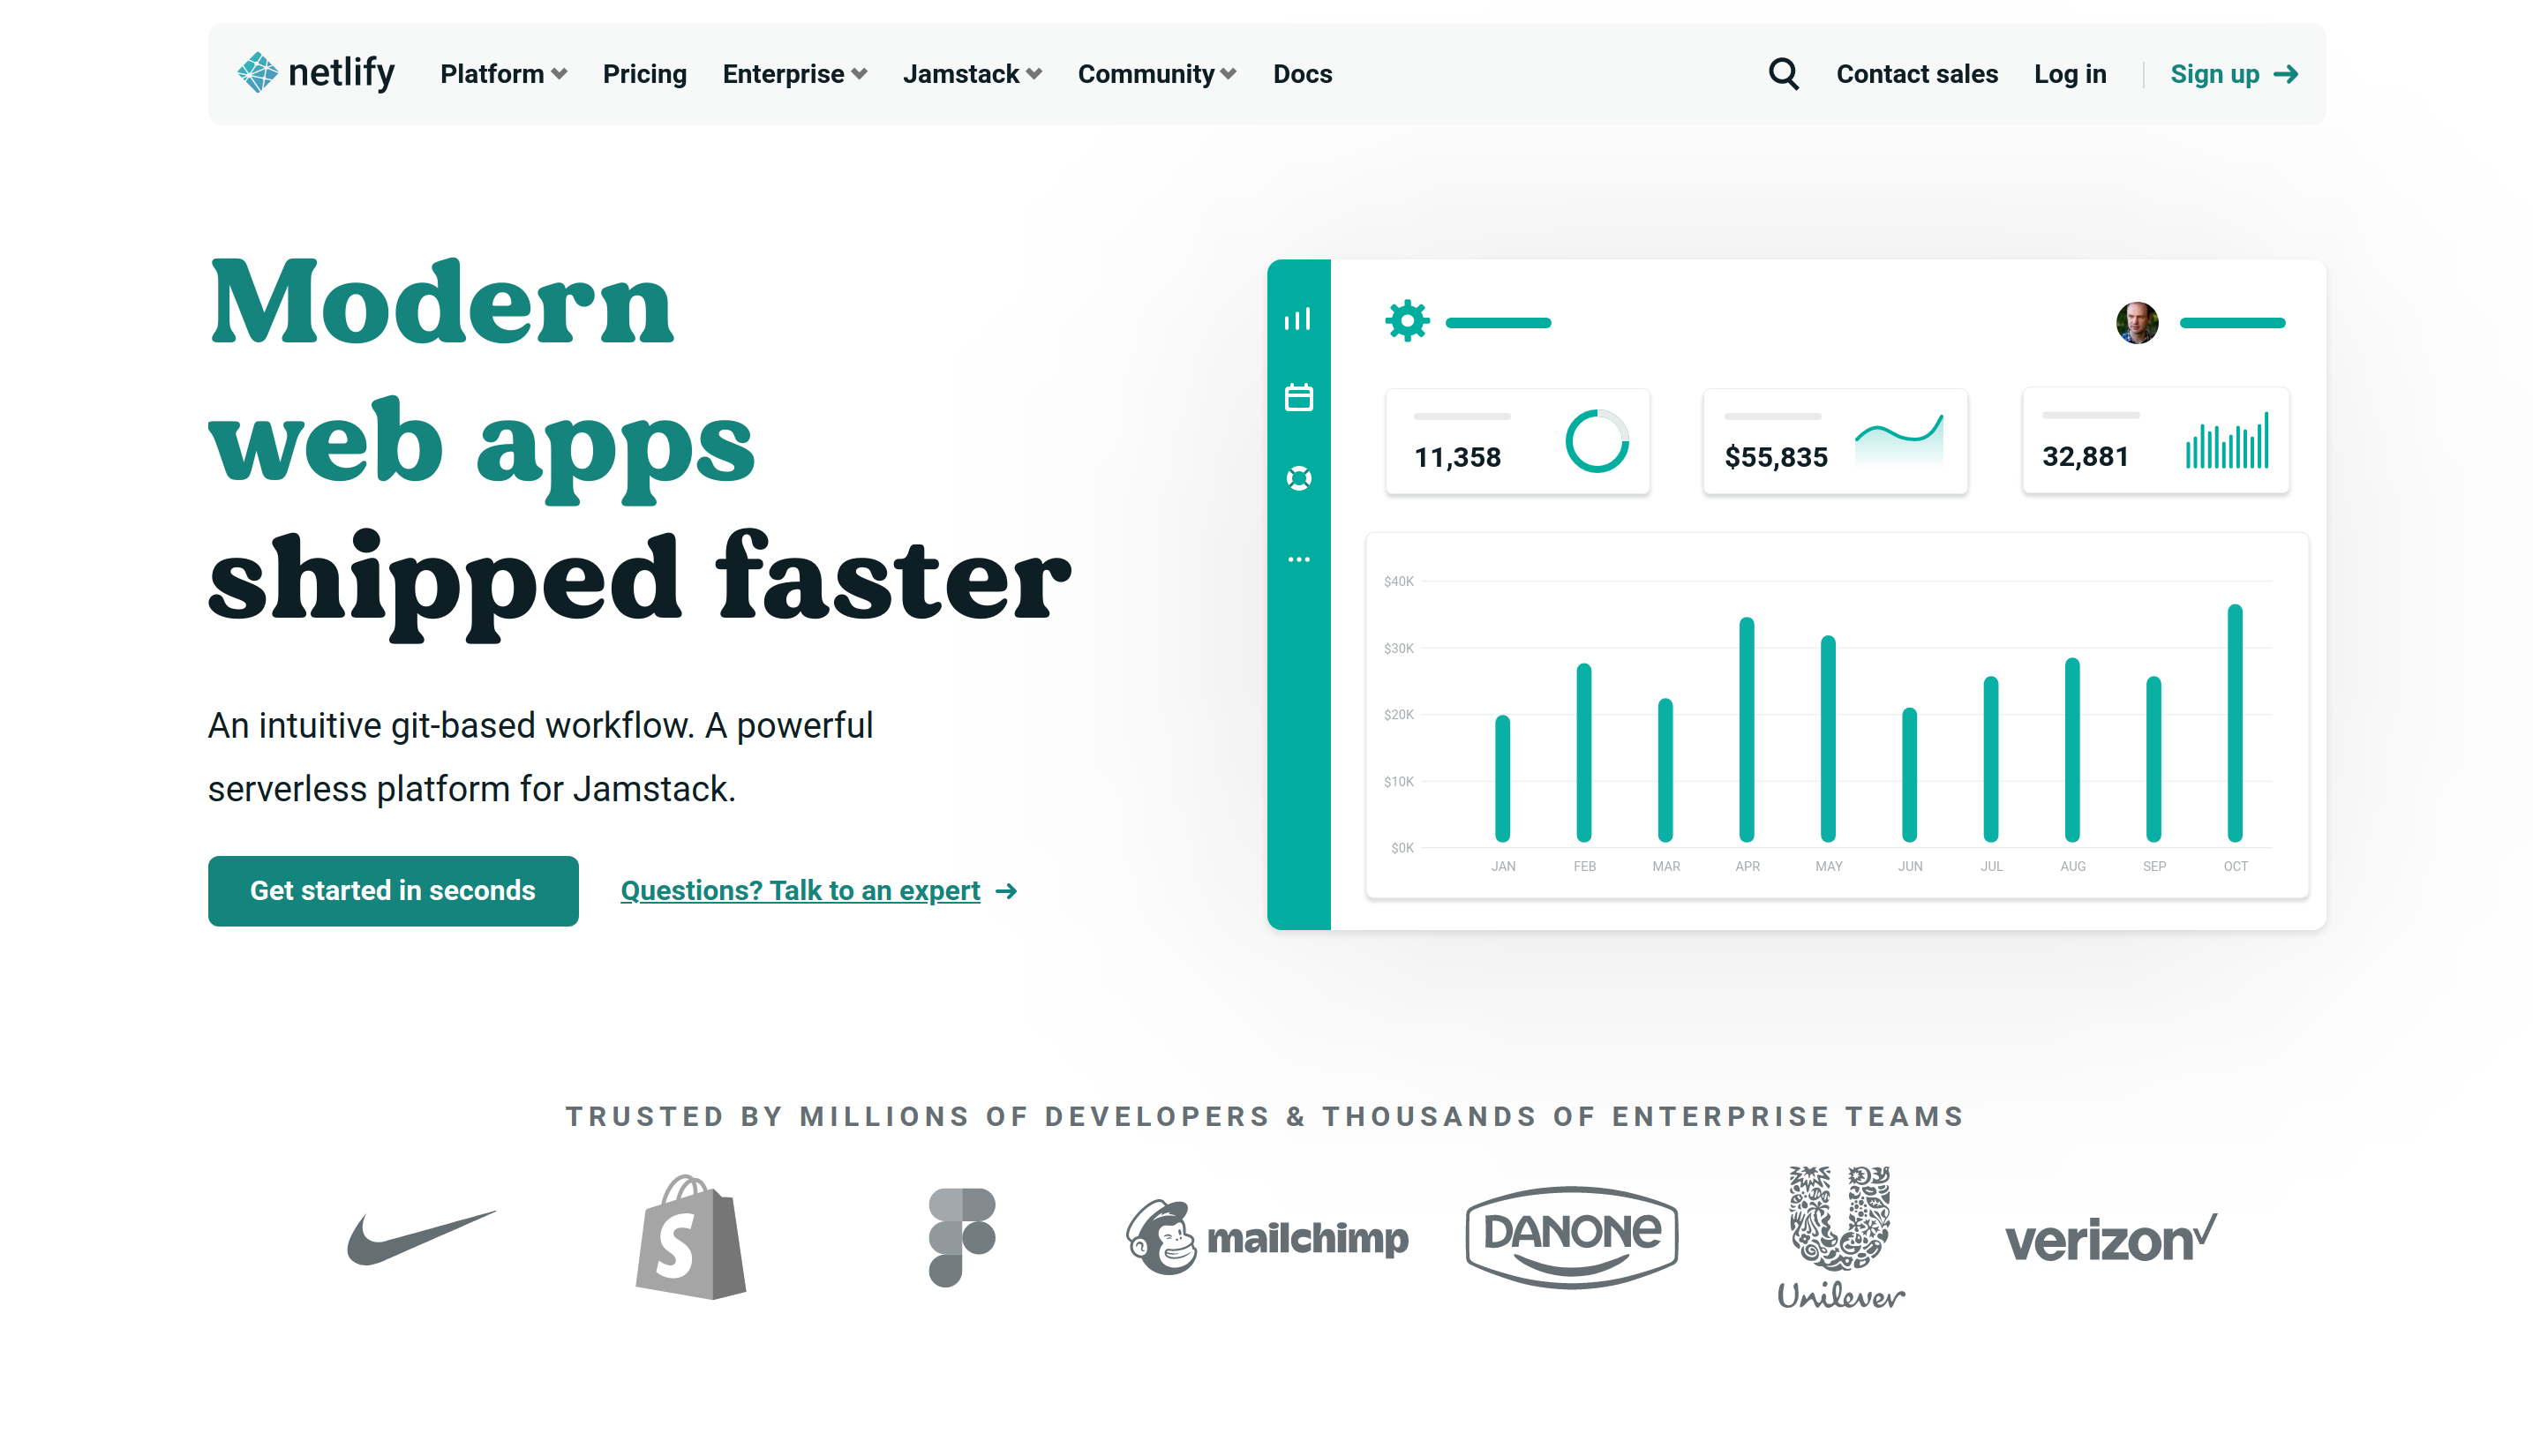 netlify Platform Pricing Enterprise Jamstack Community Docs Contact sales Log in Sign up
Modern
web apps
shipped faster
An intuitive git-based workflow. A powerful
serverless platform for Jamstack.
Get started in seconds Questions? Talk to an expert
11,358 $55,835 32,881
$40K
$30K
$20K
$10K
$0K
JAN FEB MAR APR MAY JUN JUL AUG SEP OCT
TRUSTED BY MILLIONS OF DEVELOPERS & THOUSANDS OF ENTERPRISE TEAMS
S mailchimp DANONE Unilever verizon